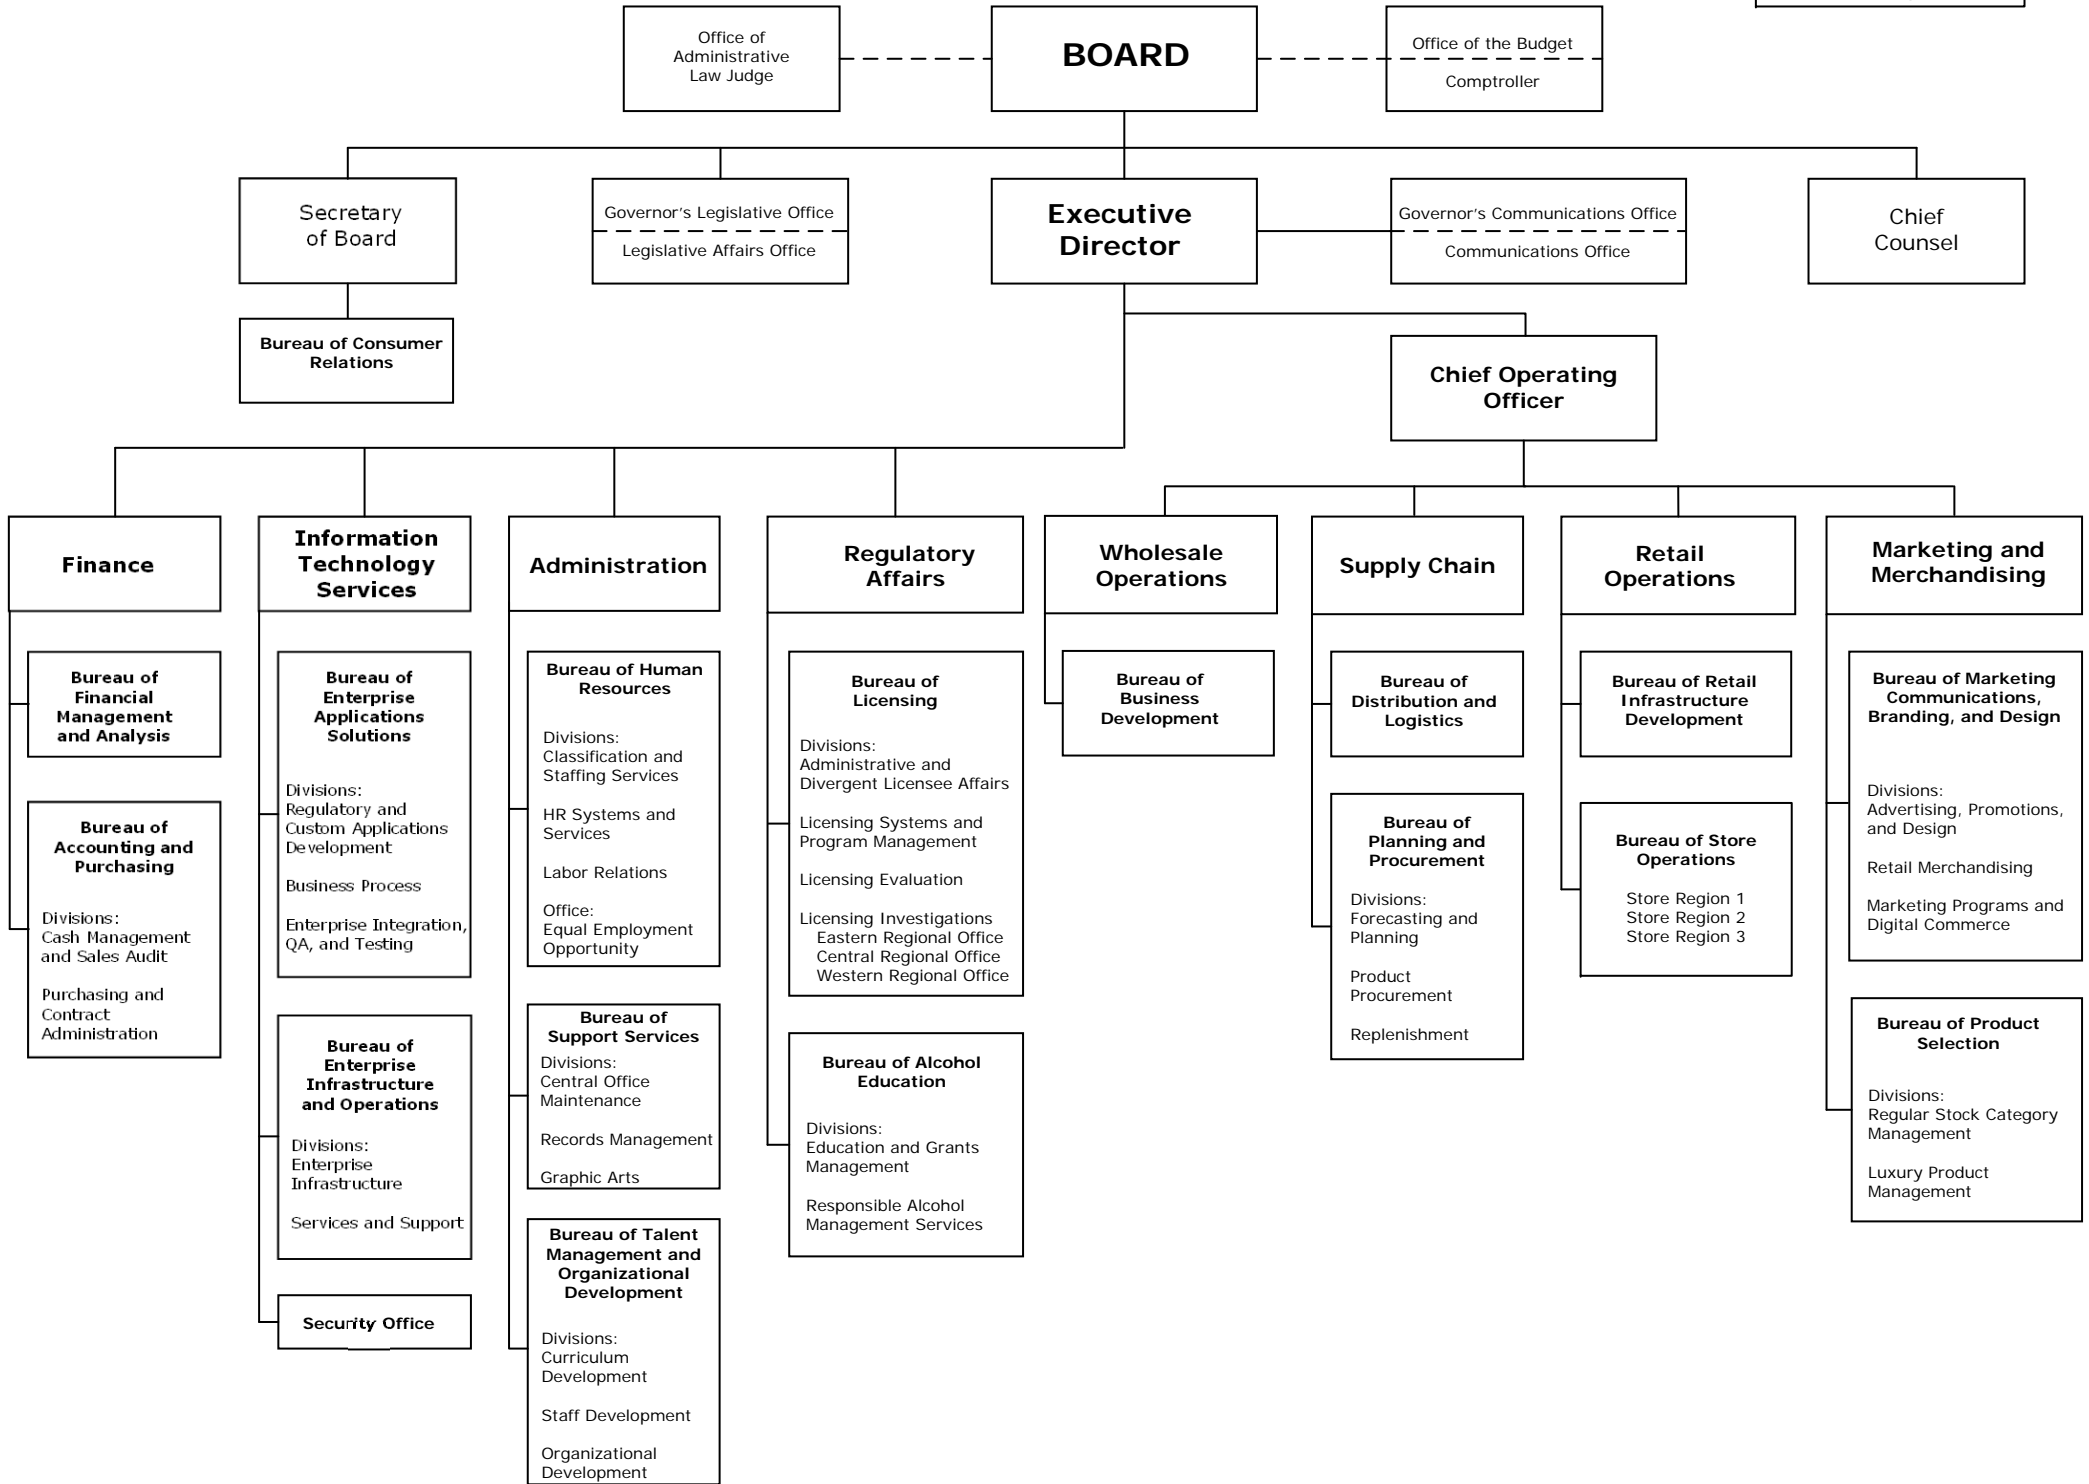 Office of
Administrative
Law Judge
BOARD
Office of the Budget
Comptroller
Secretary
of Board
Governor's Legislative Office
Legislative Affairs Office
Executive
Director
Governor's Communications Office
Communications Office
Chief
Counsel
Bureau of Consumer
Relations
Chief Operating
Officer
Finance
Information
Technology
Services
Administration
Regulatory
Affairs
Wholesale
Operations
Supply Chain
Retail
Operations
Marketing and
Merchandising
Bureau of
Financial
Management
and Analysis
Bureau of
Accounting and
Purchasing
Divisions:
Cash Management
and Sales Audit
Purchasing and
Contract
Administration
Bureau of
Enterprise
Applications
Solutions
Divisions:
Regulatory and
Custom Applications
Development
Business Process
Enterprise Integration,
QA, and Testing
Bureau of
Enterprise
Infrastructure
and Operations
Divisions:
Enterprise
Infrastructure
Services and Support
Security Office
Bureau of Human
Resources
Divisions:
Classification and
Staffing Services
HR Systems and
Services
Labor Relations
Office:
Equal Employment
Opportunity
Bureau of
Support Services
Divisions:
Central Office
Maintenance
Records Management
Graphic Arts
Bureau of Talent
Management and
Organizational
Development
Divisions:
Curriculum
Development
Staff Development
Organizational
Development
Bureau of
Licensing
Divisions:
Administrative and
Divergent Licensee Affairs
Licensing Systems and
Program Management
Licensing Evaluation
Licensing Investigations
Eastern Regional Office
Central Regional Office
Western Regional Office
Bureau of Alcohol
Education
Divisions:
Education and Grants
Management
Responsible Alcohol
Management Services
Bureau of
Business
Development
Bureau of
Distribution and
Logistics
Bureau of
Planning and
Procurement
Divisions:
Forecasting and
Planning
Product
Procurement
Replenishment
Bureau of Retail
Infrastructure
Development
Bureau of Store
Operations
Store Region 1
Store Region 2
Store Region 3
Bureau of Marketing
Communications,
Branding, and Design
Divisions:
Advertising, Promotions,
and Design
Retail Merchandising
Marketing Programs and
Digital Commerce
Bureau of Product
Selection
Divisions:
Regular Stock Category
Management
Luxury Product
Management